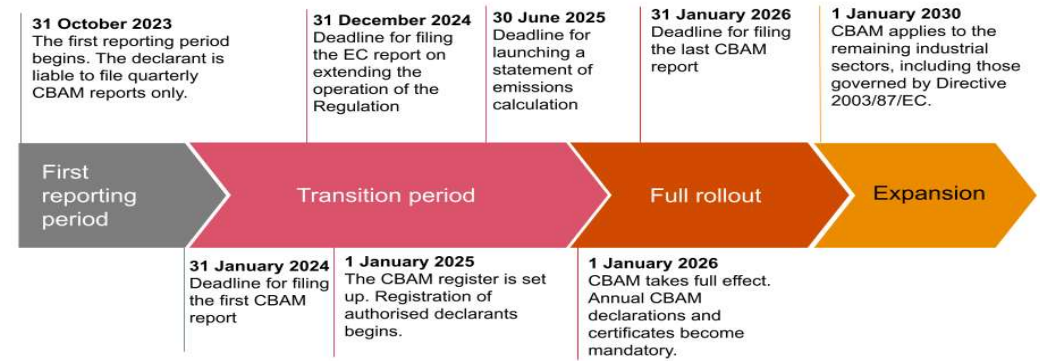 31 October 2023
The first reporting period
begins. The declarant is
liable to file quarterly
CBAM reports only.
31 December 2024
Deadline for filing
the EC report on
extending the
operation of the
Regulation
30 June 2025
Deadline for
launching a
statement of
emissions
calculation
31 January 2026
Deadline for filing
the last CBAM
report
1 January 2030
CBAM applies to the
remaining industrial
sectors, including those
governed by Directive
2003/87/EC.
First
reporting
period
Transition period
Full rollout
Expansion
31 January 2024
Deadline for filing
the first CBAM
report
1 January 2025
The CBAM register is set
up. Registration of
authorised declarants
begins.
1 January 2026
CBAM takes full effect.
Annual CBAM
declarations and
certificates become
mandatory.